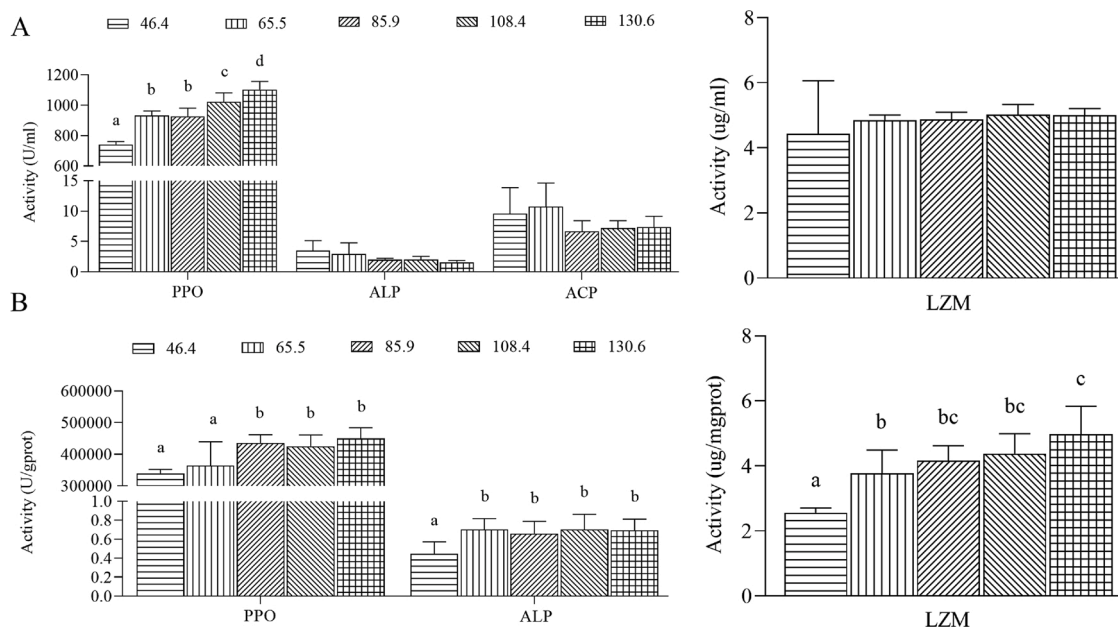 A
46.4 65.5 85.9 108.4 130.6
Activity (U/ml)
1200
1000
800
600
15
10
5
0
a b b c d
PPO ALP ACP
Activity (ug/ml)
8
6
4
2
0
LZM
B
46.4 65.5 85.9 108.4 130.6
Activity (U/gprot)
600000
500000
400000
300000
1.0
0.8
0.6
0.4
0.2
0.0
a a b b b
a b b b b
PPO ALP
Activity (ug/mgprot)
8
6
4
2
0
a b bc bc c
LZM